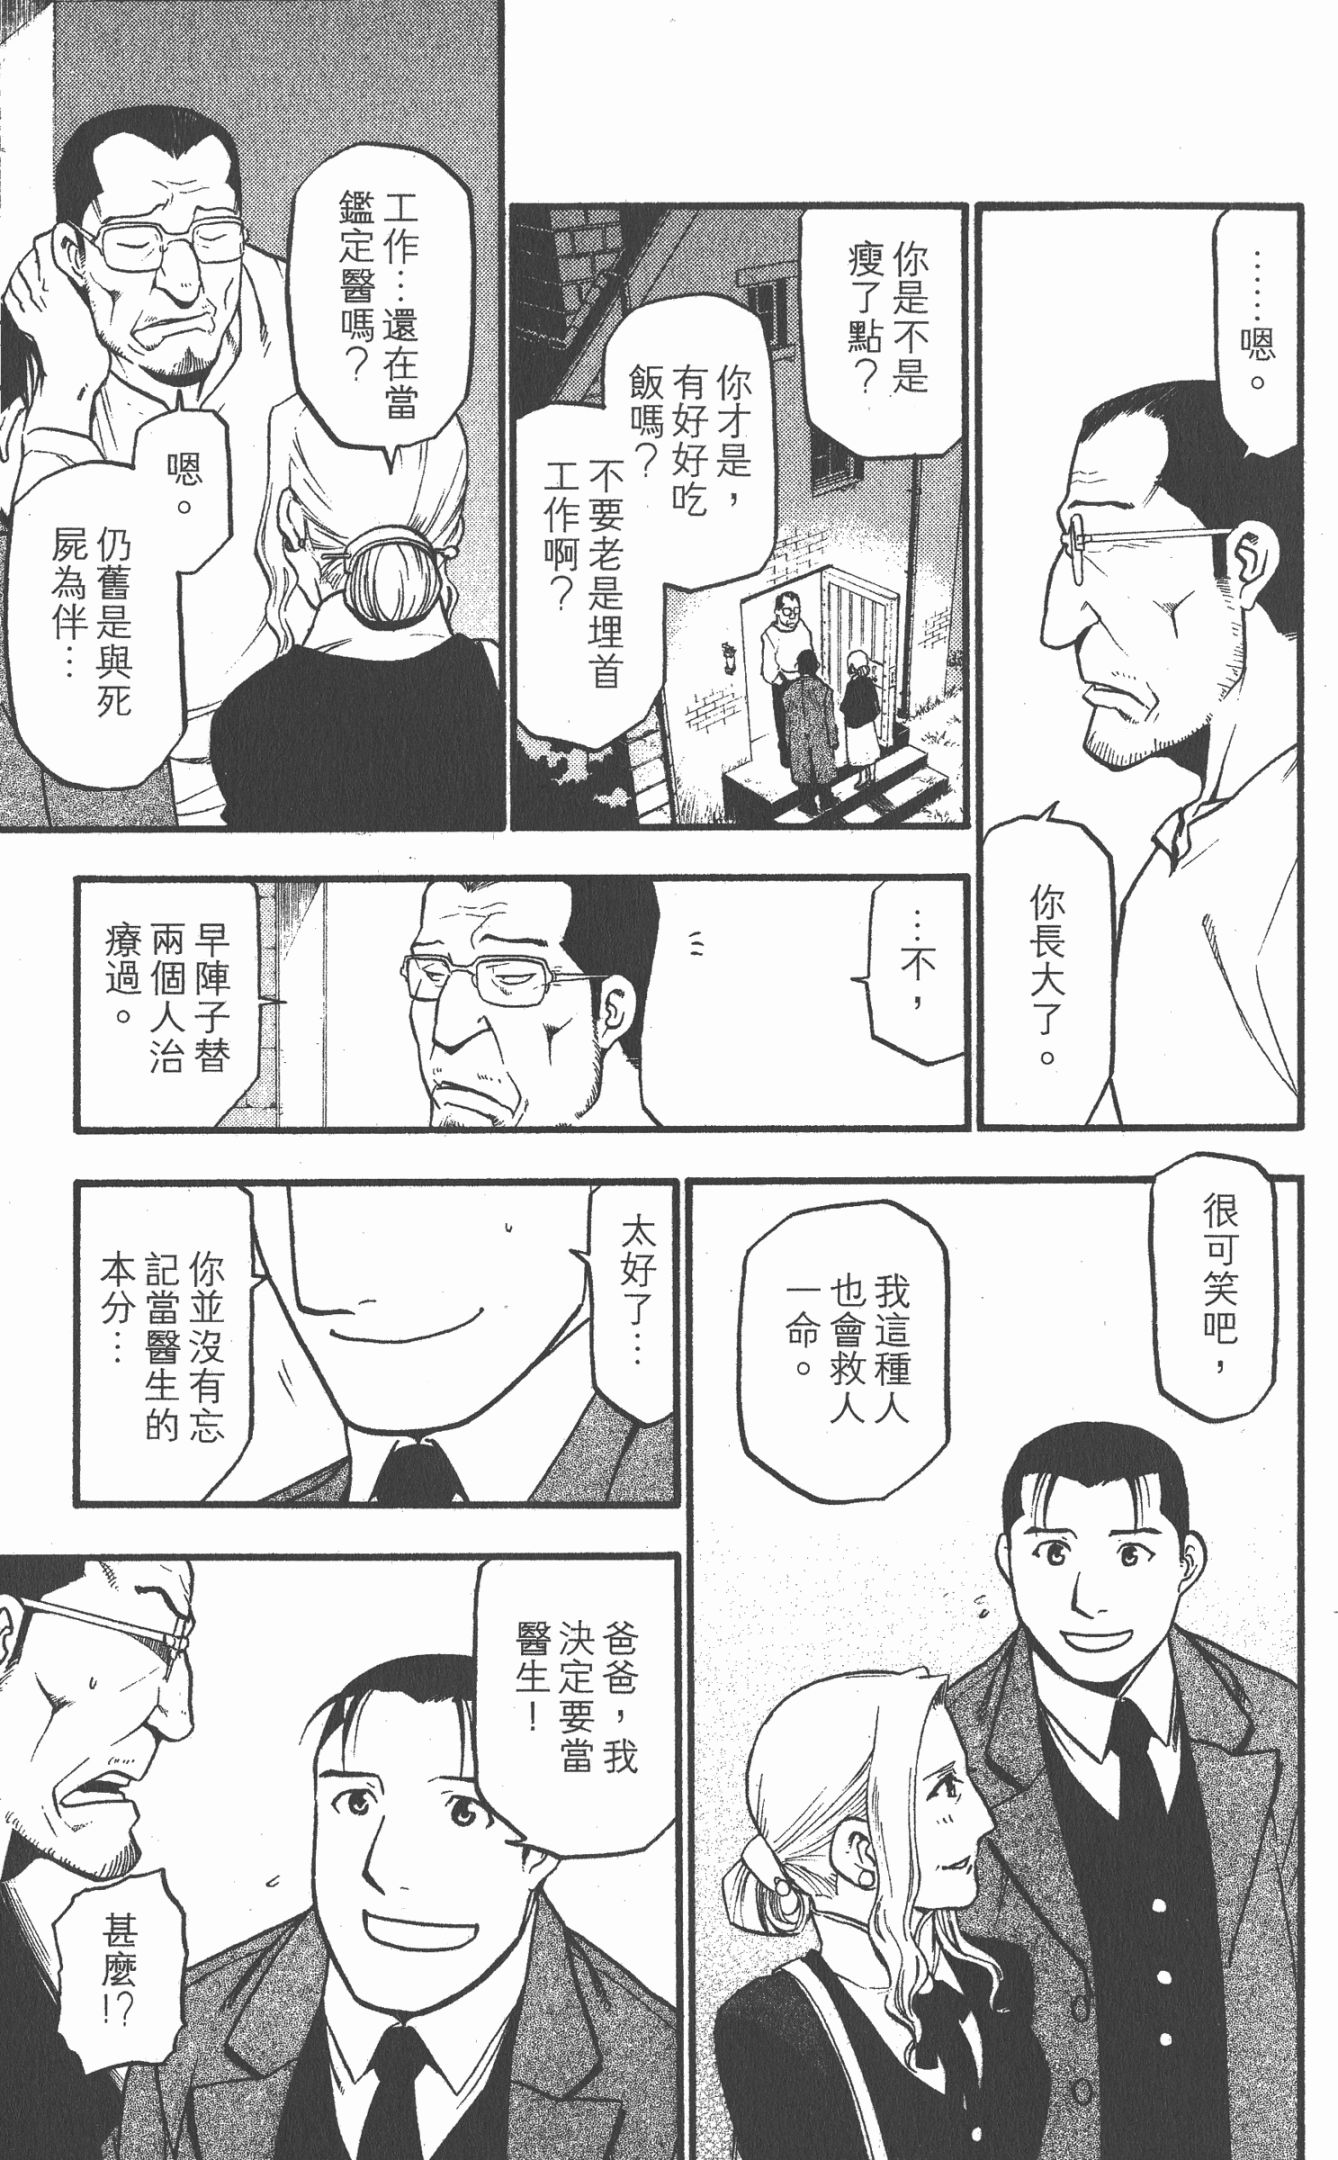 ……嗯。
你長大了。
你是不是
瘦了點？
你才是，
有好好吃
飯嗎？
不要老是埋首
工作啊？
工作…還在當
鑑定醫嗎？
嗯。
仍舊是與死
屍為伴…
…不，
早陣子替
兩個人治
療過。
很可笑吧，
我這種人
也會救人
一命。
太好了…
你並沒有忘
記當醫生的
本分…
爸爸，我
決定要當
醫生！
甚麼!?